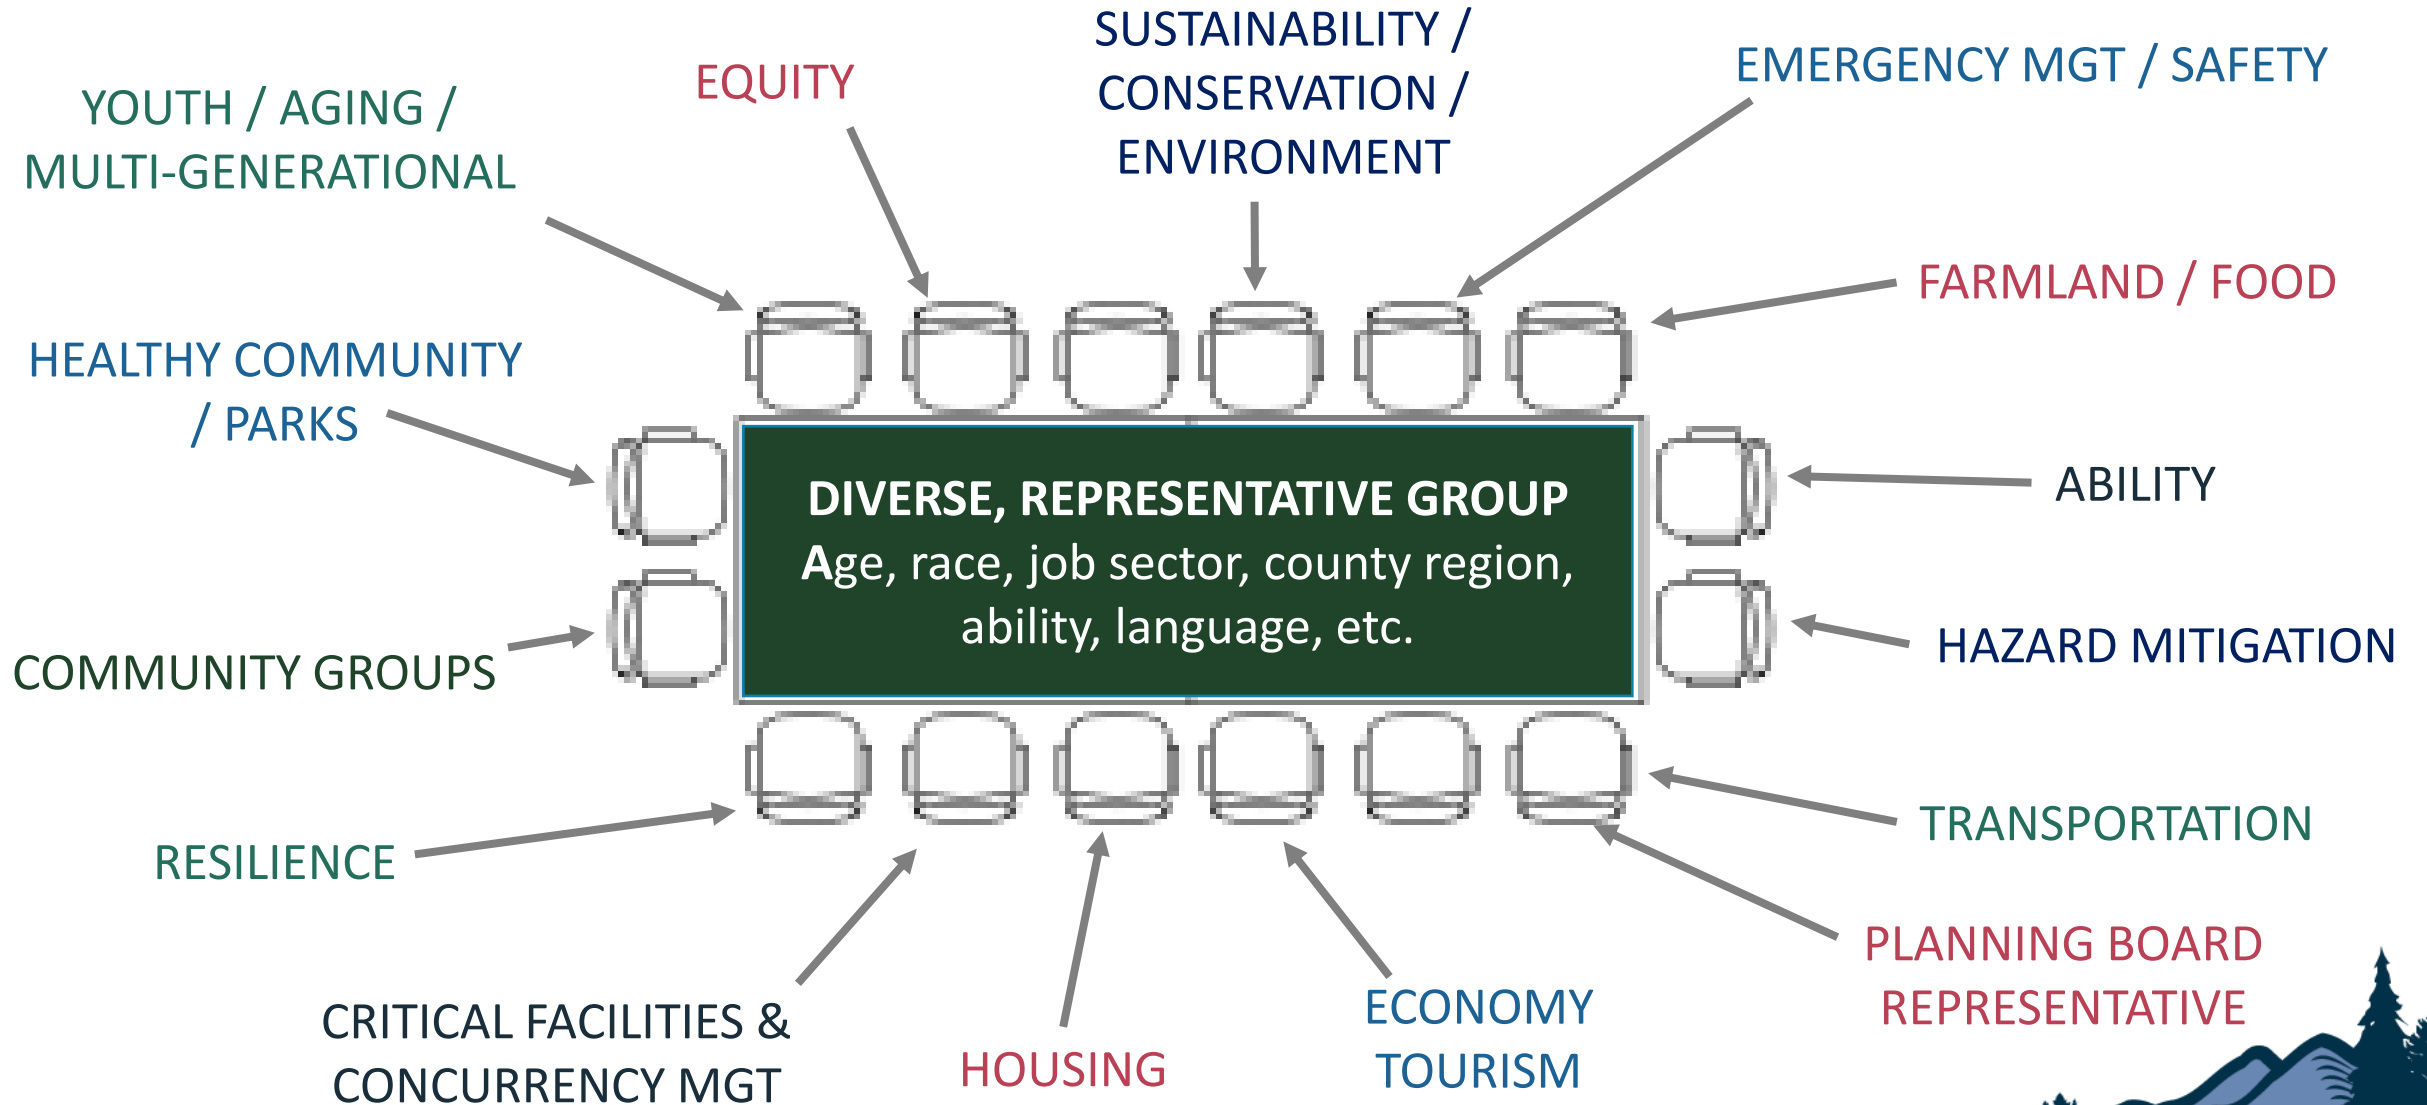 SUSTAINABILITY /
CONSERVATION /
ENVIRONMENT
EQUITY
EMERGENCY MGT / SAFETY
YOUTH / AGING /
MULTI-GENERATIONAL
FARMLAND / FOOD
HEALTHY COMMUNITY
/ PARKS
DIVERSE, REPRESENTATIVE GROUP
Age, race, job sector, county region,
ability, language, etc.
ABILITY
HAZARD MITIGATION
COMMUNITY GROUPS
TRANSPORTATION
RESILIENCE
PLANNING BOARD
REPRESENTATIVE
CRITICAL FACILITIES &
CONCURRENCY MGT
HOUSING
ECONOMY
TOURISM